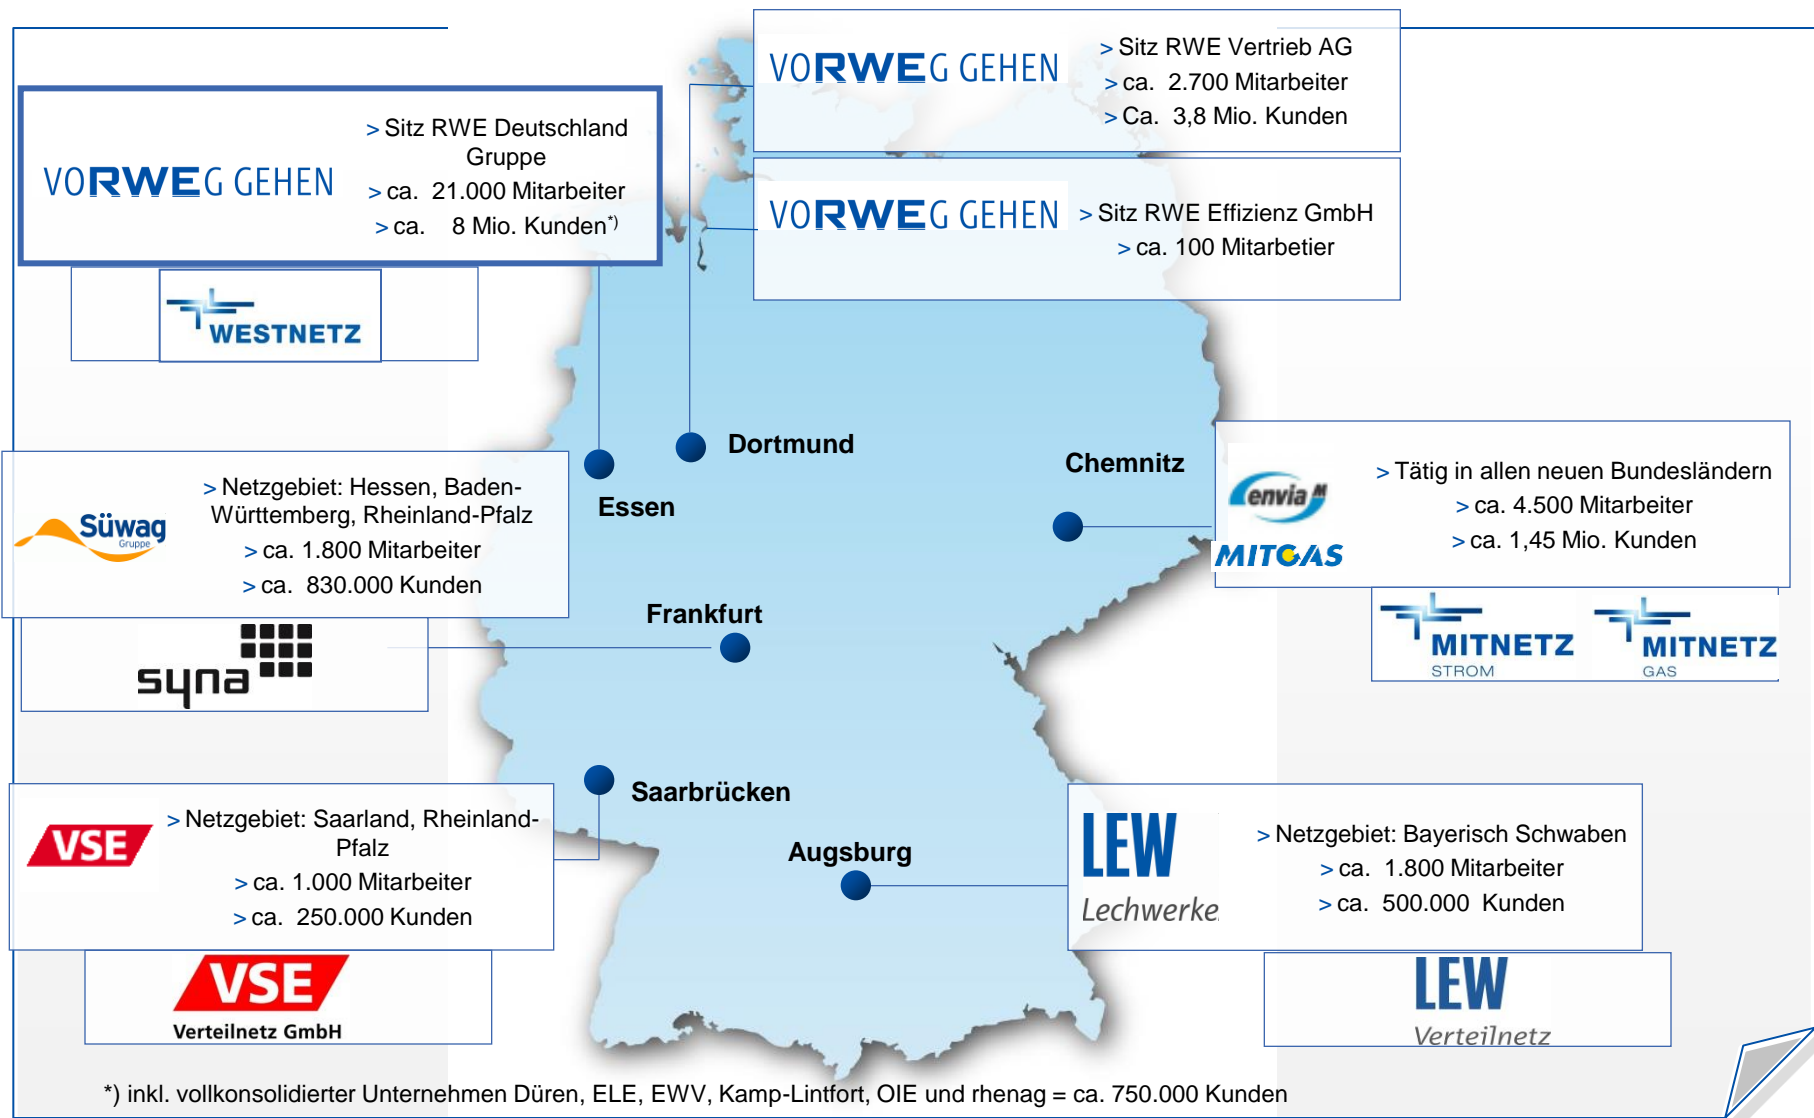 VORWEG GEHEN
> Sitz RWE Deutschland
Gruppe
> ca. 21.000 Mitarbeiter
> ca. 8 Mio. Kunden*)
WESTNETZ
VORWEG GEHEN
> Sitz RWE Vertrieb AG
> ca. 2.700 Mitarbeiter
> Ca. 3,8 Mio. Kunden
VORWEG GEHEN
> Sitz RWE Effizienz GmbH
> ca. 100 Mitarbetier
Dortmund
Essen
Chemnitz
Süwag
Gruppe
> Netzgebiet: Hessen, Baden-
Württemberg, Rheinland-Pfalz
> ca. 1.800 Mitarbeiter
> ca. 830.000 Kunden
syna
Frankfurt
envia M
MITGAS
> Tätig in allen neuen Bundesländern
> ca. 4.500 Mitarbeiter
> ca. 1,45 Mio. Kunden
MITNETZ
STROM
MITNETZ
GAS
Saarbrücken
VSE
> Netzgebiet: Saarland, Rheinland-
Pfalz
> ca. 1.000 Mitarbeiter
> ca. 250.000 Kunden
VSE
Verteilnetz GmbH
Augsburg
LEW
Lechwerke
> Netzgebiet: Bayerisch Schwaben
> ca. 1.800 Mitarbeiter
> ca. 500.000 Kunden
LEW
Verteilnetz
*) inkl. vollkonsolidierter Unternehmen Düren, ELE, EWV, Kamp-Lintfort, OIE und rhenag = ca. 750.000 Kunden